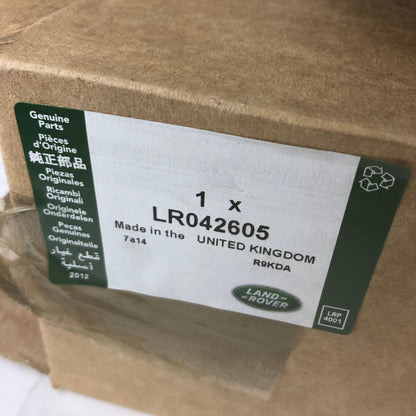 Genuine
Parts
Pièces
d'Origine
純正部品
Piezas
Originales
Ricambi
Originali
Originele
Onderdelen
Peças
Genuinas
Originalteile
قطع غيار
أصلية
2012
1 x
LR042605
Made in the UNITED KINGDOM
7a14 R9KDA
LAND-
-ROVER
LRP
4001